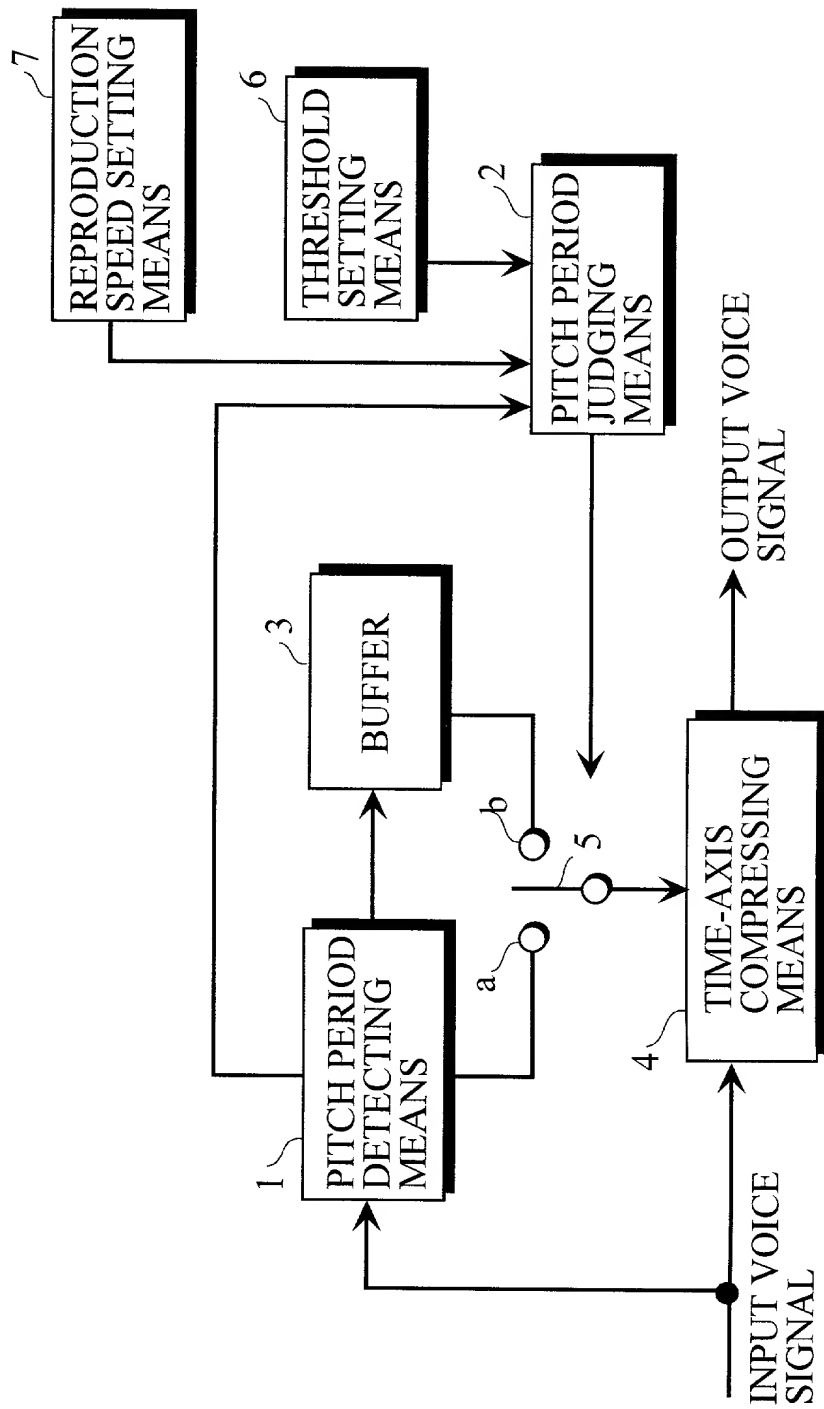 7
REPRODUCTION
SPEED SETTING
MEANS
6
THRESHOLD
SETTING
MEANS
1
PITCH PERIOD
DETECTING
MEANS
3
BUFFER
2
PITCH PERIOD
JUDGING
MEANS
a
b
5
4
TIME-AXIS
COMPRESSING
MEANS
INPUT VOICE
SIGNAL
OUTPUT VOICE
SIGNAL